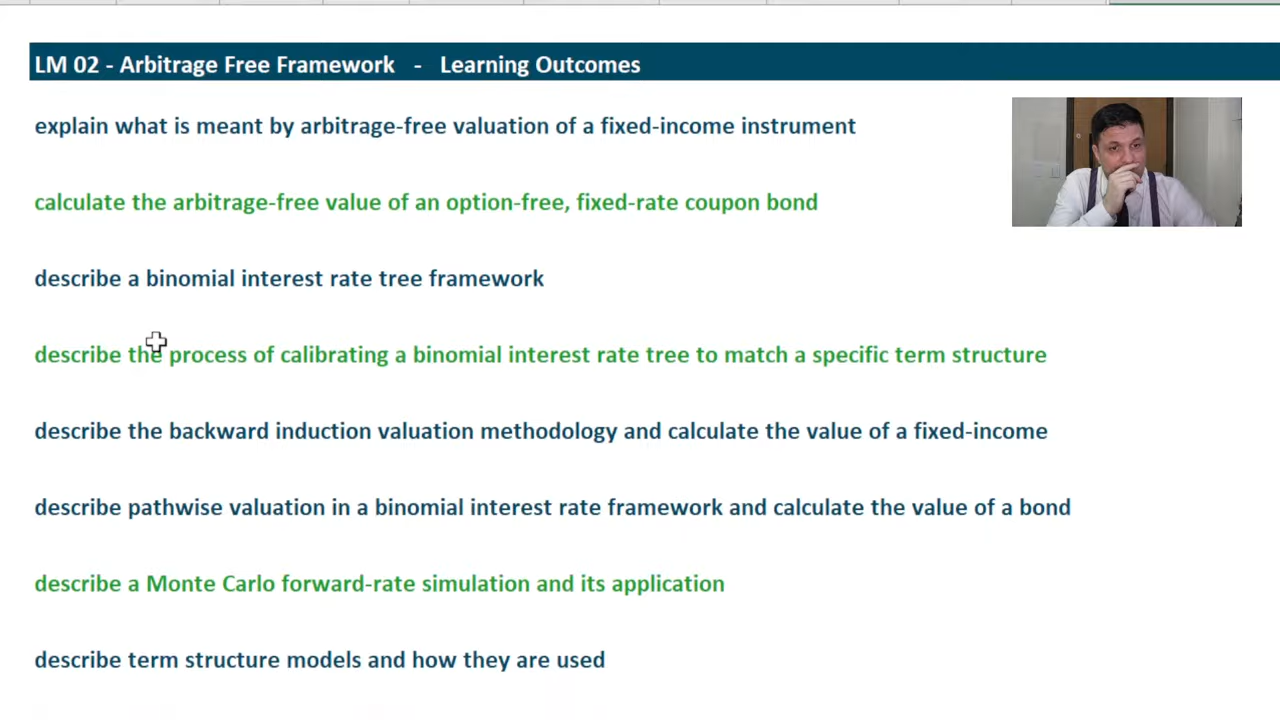 LM 02 - Arbitrage Free Framework - Learning Outcomes
explain what is meant by arbitrage-free valuation of a fixed-income instrument
calculate the arbitrage-free value of an option-free, fixed-rate coupon bond
describe a binomial interest rate tree framework
describe the process of calibrating a binomial interest rate tree to match a specific term structure
describe the backward induction valuation methodology and calculate the value of a fixed-income
describe pathwise valuation in a binomial interest rate framework and calculate the value of a bond
describe a Monte Carlo forward-rate simulation and its application
describe term structure models and how they are used